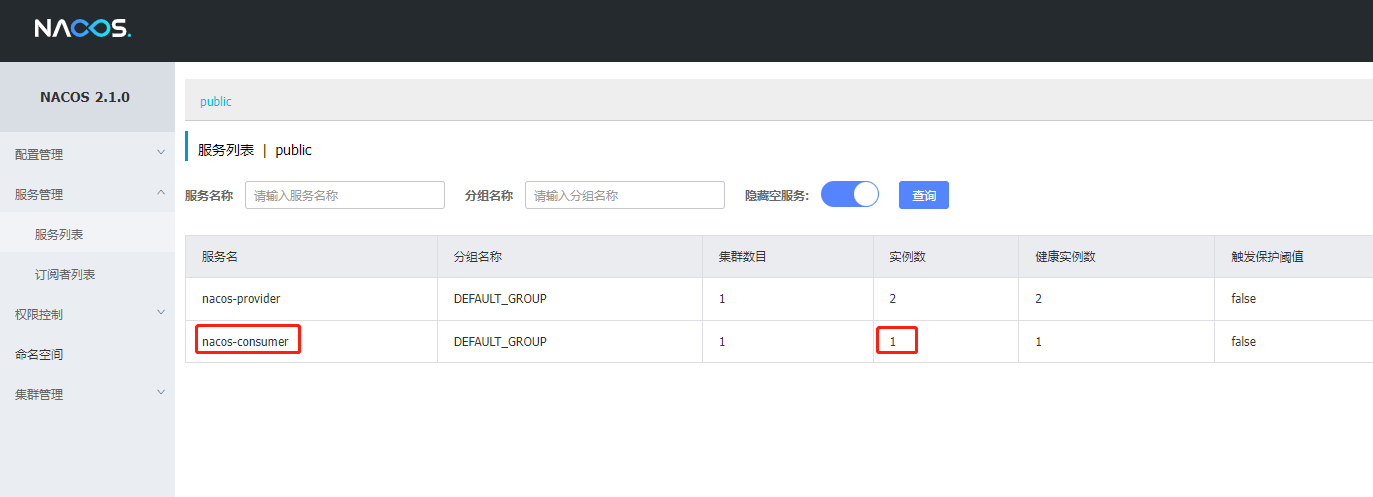 NACOS.
NACOS 2.1.0
配置管理
服务管理
服务列表
订阅者列表
权限控制
命名空间
集群管理
public
服务列表 | public
服务名称 请输入服务名称 分组名称 请输入分组名称 隐藏空服务: 查询
服务名 分组名称 集群数目 实例数 健康实例数 触发保护阈值
nacos-provider DEFAULT_GROUP 1 2 2 false
nacos-consumer DEFAULT_GROUP 1 1 1 false